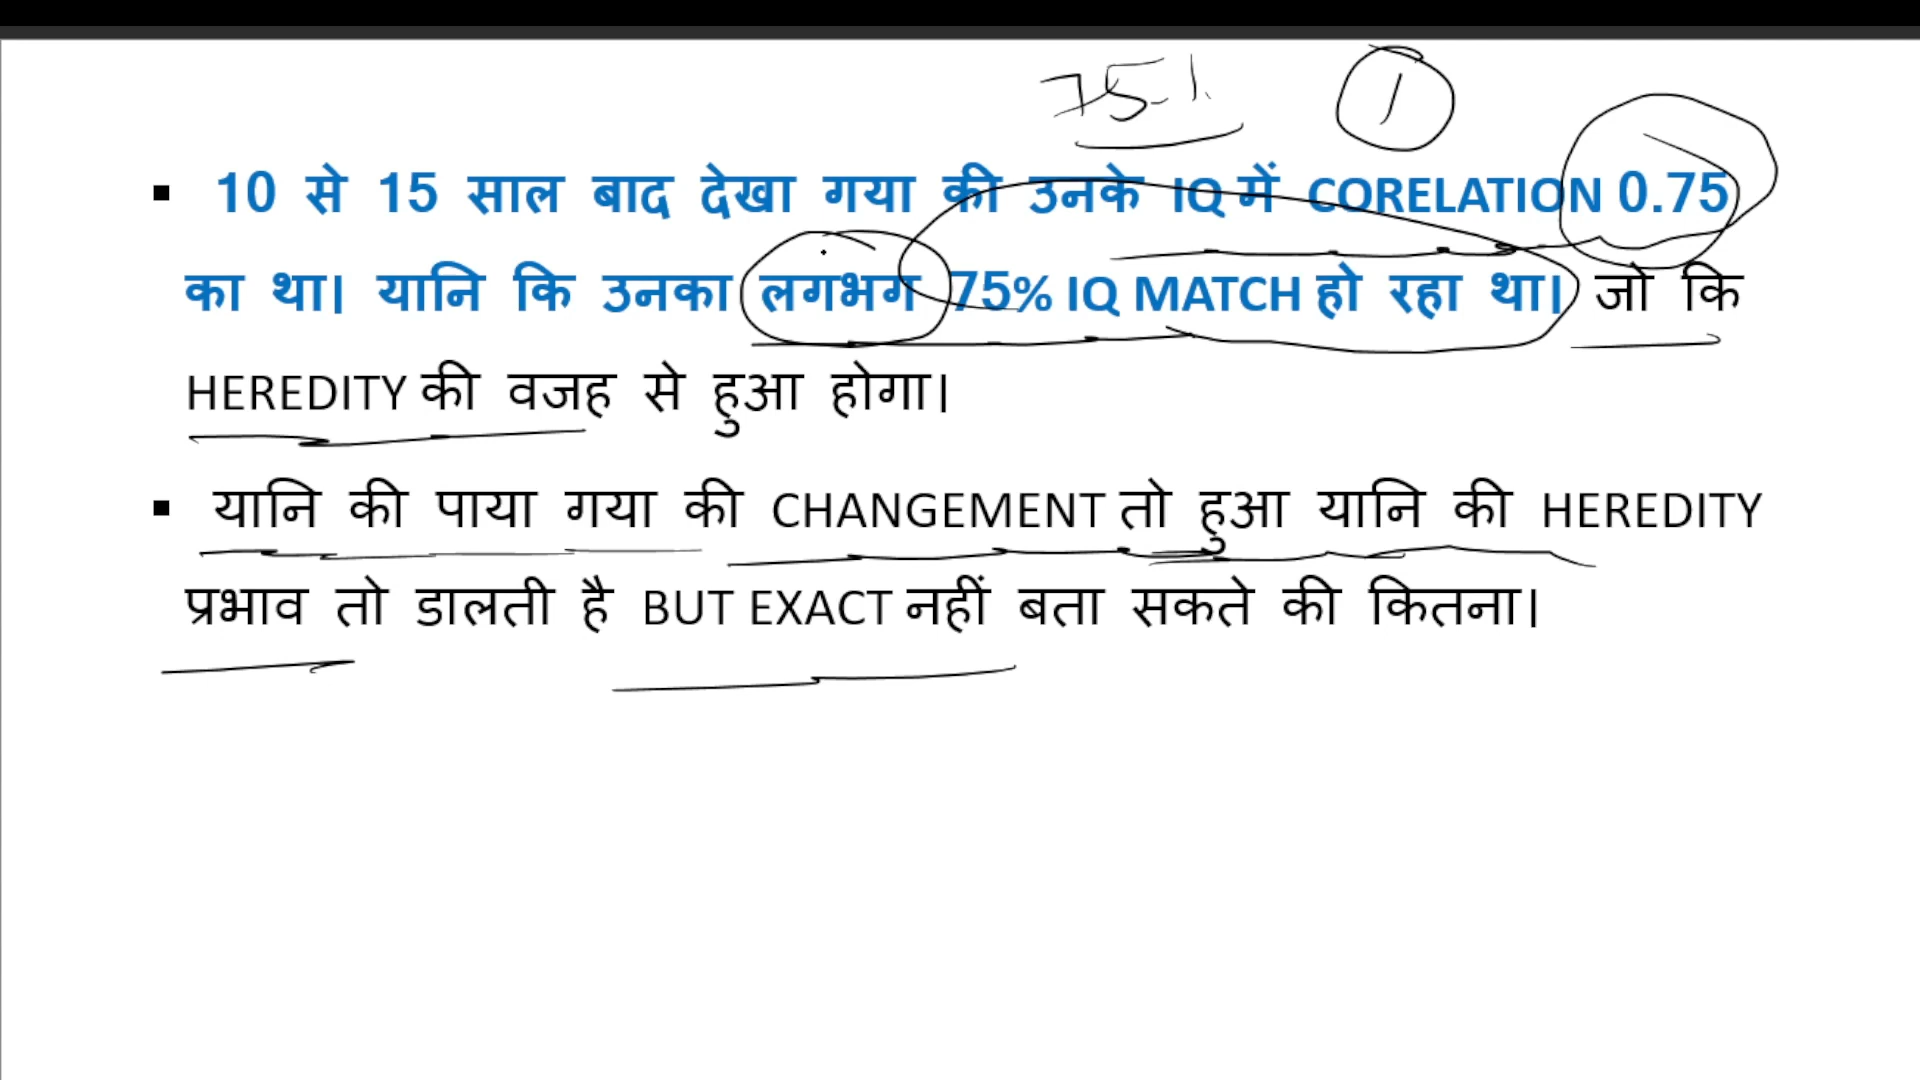 75%
1
▪ 10 से 15 साल बाद देखा गया की उनके IQ में CORELATION 0.75
का था। यानि कि उनका लगभग 75% IQ MATCH हो रहा था। जो कि
HEREDITY की वजह से हुआ होगा।
▪ यानि की पाया गया की CHANGEMENT तो हुआ यानि की HEREDITY
प्रभाव तो डालती है BUT EXACT नहीं बता सकते की कितना।